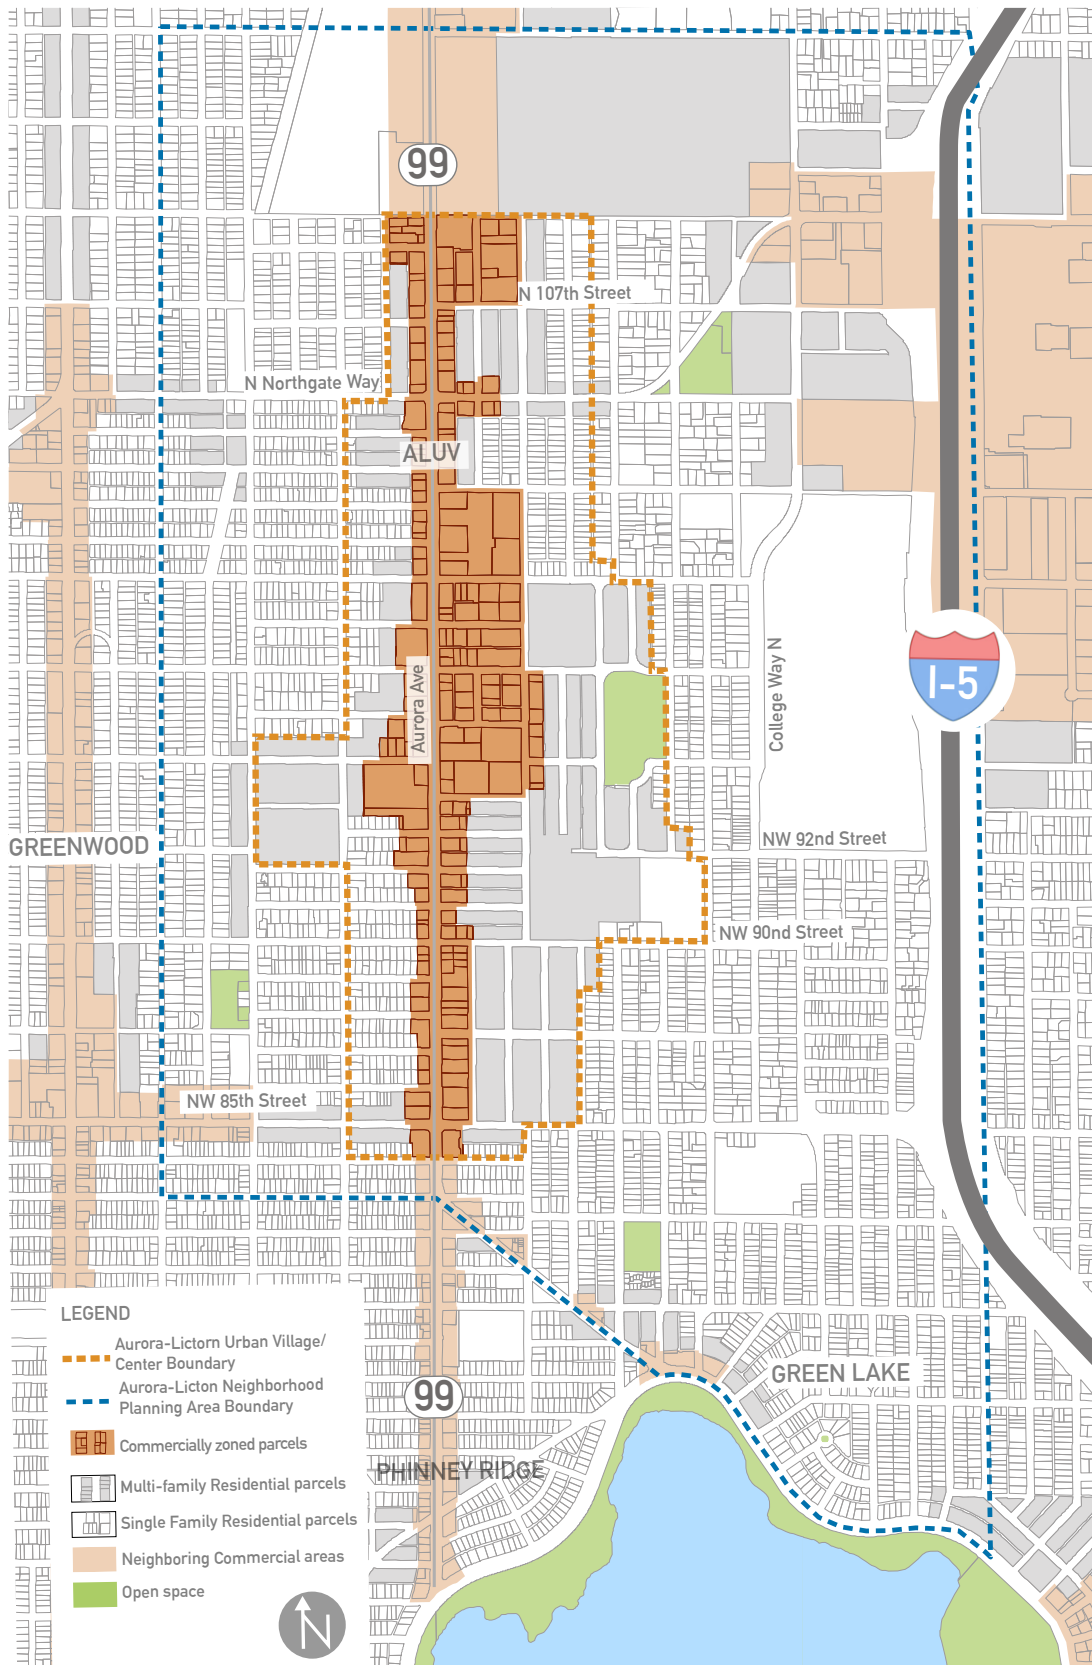 99
N 107th Street
N Northgate Way
ALUV
Aurora Ave
College Way N
I-5
GREENWOOD
NW 92nd Street
NW 90nd Street
NW 85th Street
LEGEND
Aurora-Lictorn Urban Village/
Center Boundary
Aurora-Licton Neighborhood
Planning Area Boundary
Commercially zoned parcels
Multi-family Residential parcels
Single Family Residential parcels
Neighboring Commercial areas
Open space
N
GREEN LAKE
99
PHINNEY RIDGE